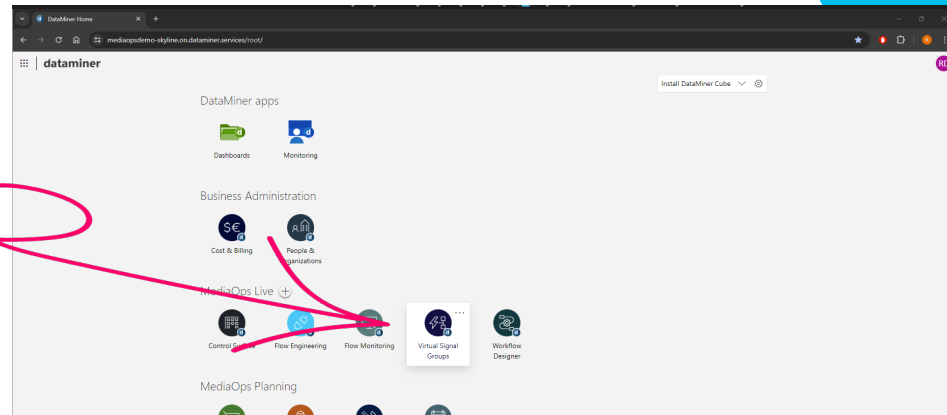 DataMiner Home
mediaopsdemo-skyline.on.dataminer.services/root/
dataminer
RD
Install DataMiner Cube
DataMiner apps
Dashboards
Monitoring
Business Administration
Cost & Billing
People &
Organizations
MediaOps Live
Control Surface
Flow Engineering
Flow Monitoring
Virtual Signal
Groups
Workflow
Designer
MediaOps Planning